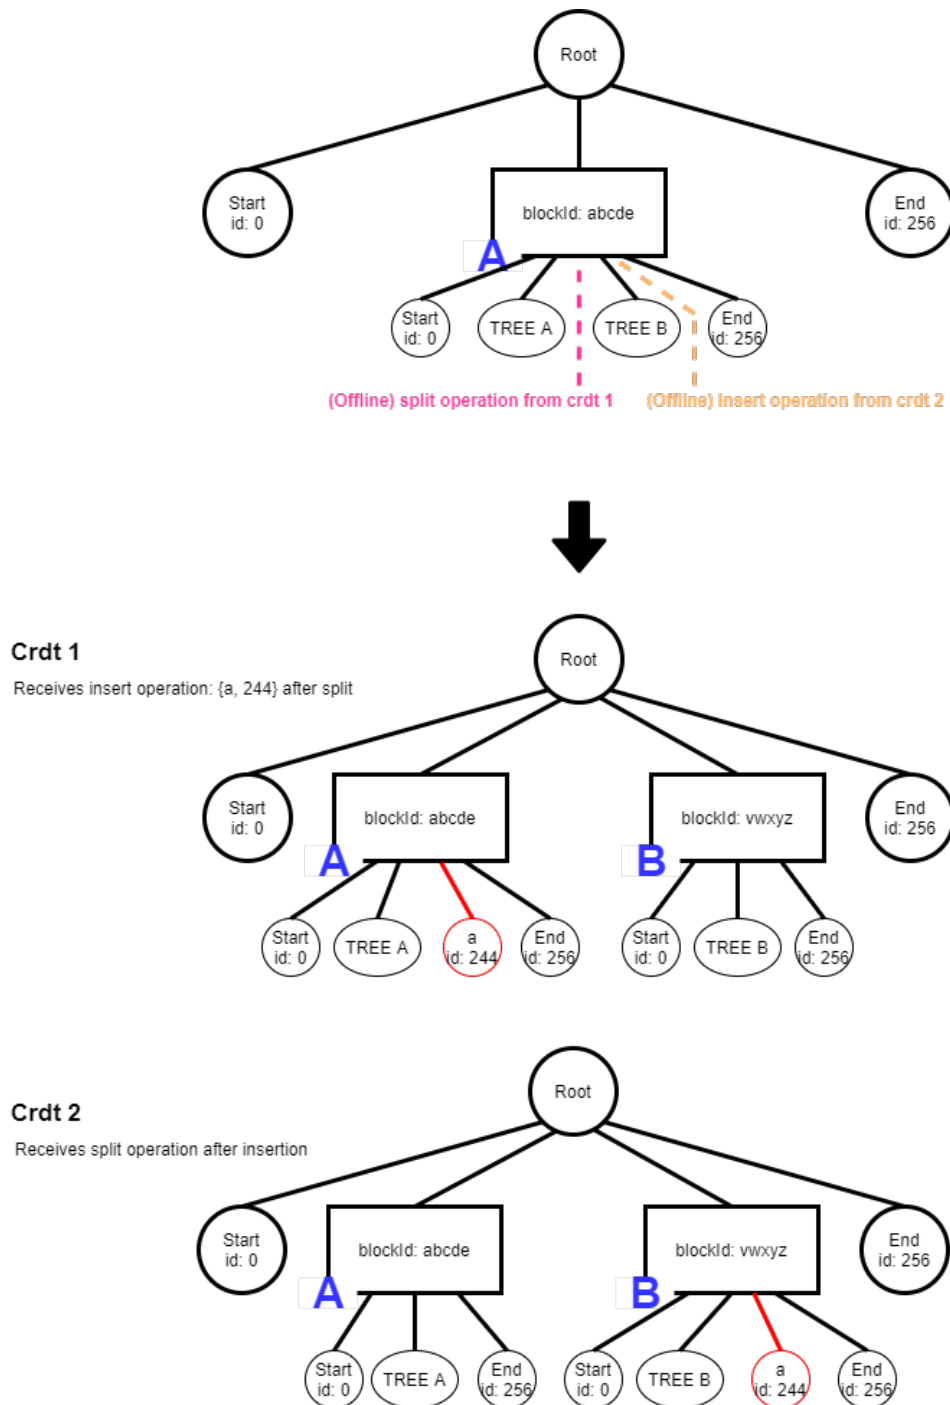 Root
Start
id: 0
blockId: abcde
End
id: 256
A
Start
id: 0
TREE A
TREE B
End
id: 256
(Offline) split operation from crdt 1
(Offline) Insert operation from crdt 2
Crdt 1
Receives insert operation: {a, 244} after split
Root
Start
id: 0
blockId: abcde
blockId: vwxyz
End
id: 256
A
B
Start
id: 0
TREE A
a
id: 244
End
id: 256
Start
id: 0
TREE B
End
id: 256
Crdt 2
Receives split operation after insertion
Root
Start
id: 0
blockId: abcde
blockId: vwxyz
End
id: 256
A
B
Start
id: 0
TREE A
End
id: 256
Start
id: 0
TREE B
a
id: 244
End
id: 256